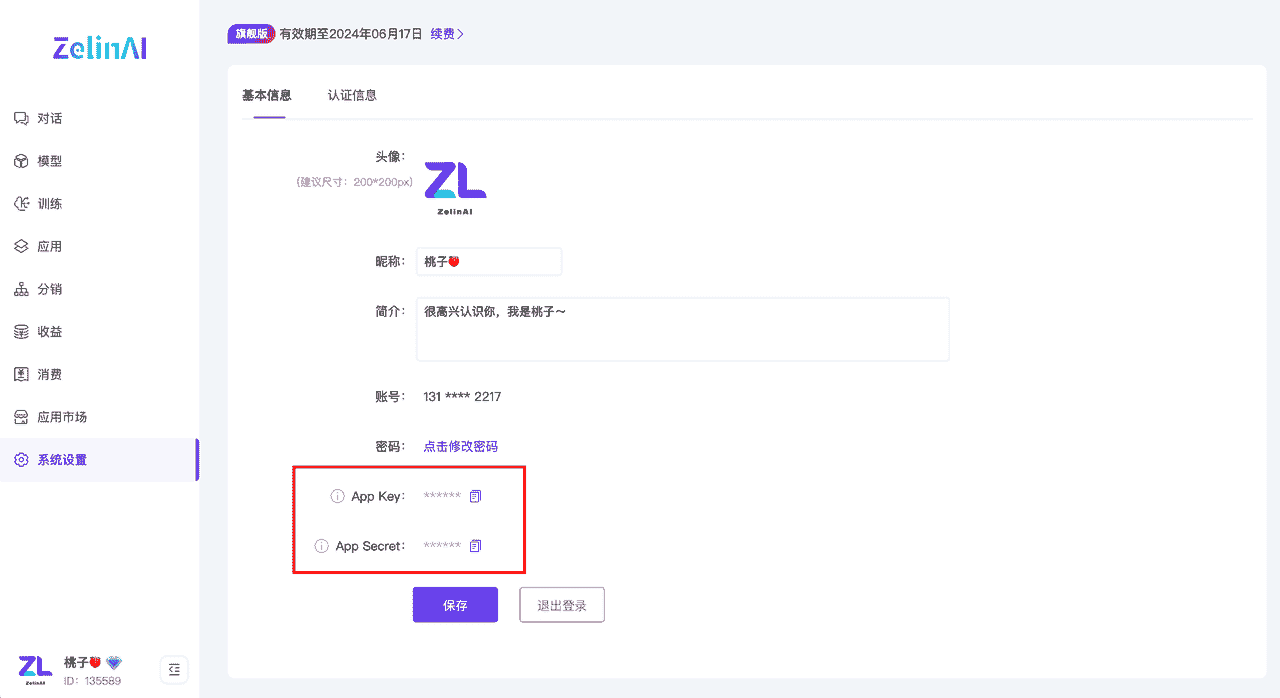 ZelinAI
对话
模型
训练
应用
分销
收益
消费
应用市场
系统设置
桃子
ID：135589
旗舰版 有效期至2024年06月17日 续费
基本信息 认证信息
头像：
(建议尺寸：200*200px)
ZL
ZelinAI
昵称： 桃子
简介： 很高兴认识你，我是桃子～
账号： 131 **** 2217
密码： 点击修改密码
App Key： ******
App Secret： ******
保存 退出登录
ZL
ZelinAI